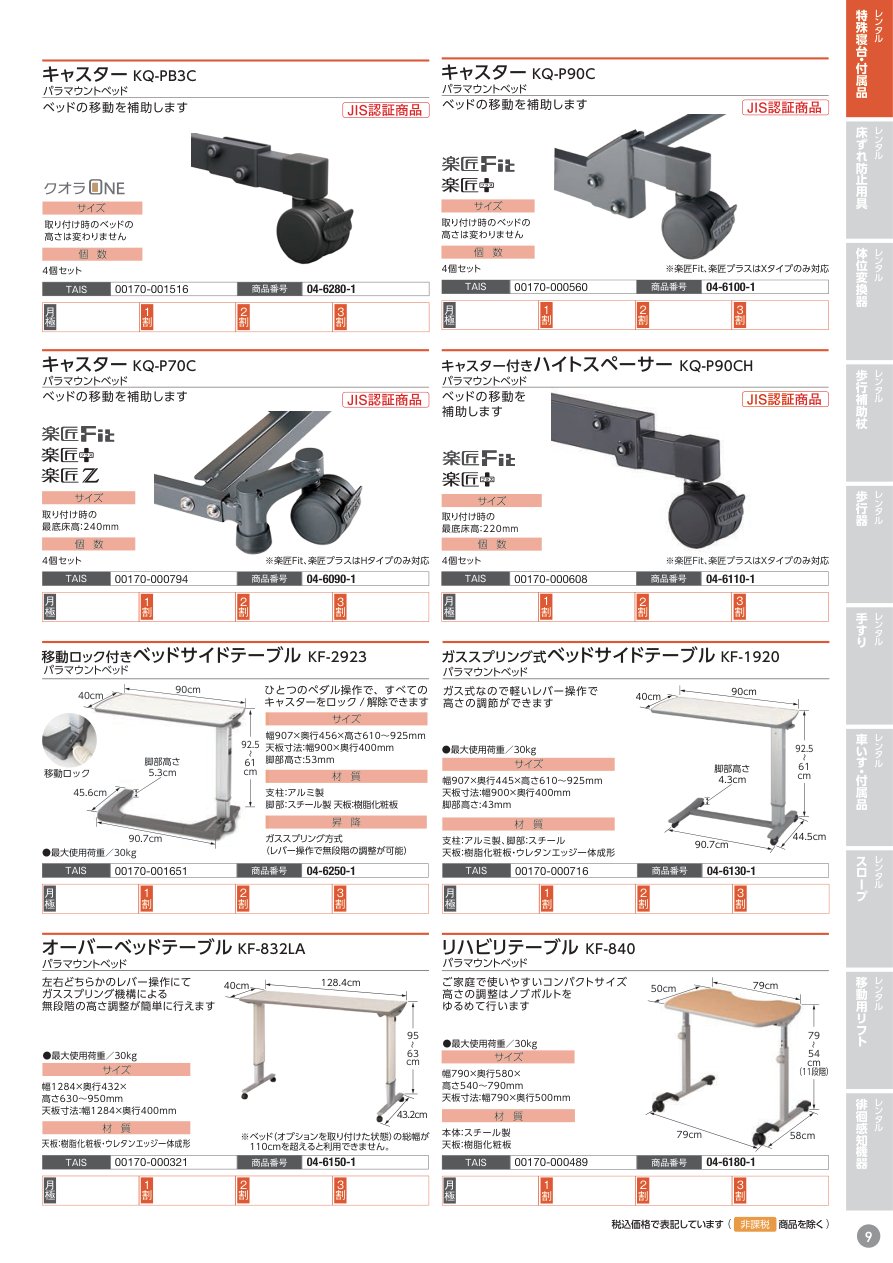 キャスター KQ-PB3C
パラマウントベッド
ベッドの移動を補助します
JIS認証商品
クオラONE
サイズ
取り付け時のベッドの
高さは変わりません
個 数
4個セット
TAIS 00170-001516 商品番号 04-6280-1
月極 1割 2割 3割
キャスター KQ-P90C
パラマウントベッド
ベッドの移動を補助します
JIS認証商品
楽匠Fit
楽匠プラス
サイズ
取り付け時のベッドの
高さは変わりません
個 数
4個セット
※楽匠Fit、楽匠プラスはXタイプのみ対応
TAIS 00170-000560 商品番号 04-6100-1
月極 1割 2割 3割
キャスター KQ-P70C
パラマウントベッド
ベッドの移動を補助します
JIS認証商品
楽匠Fit
楽匠プラス
楽匠Z
サイズ
取り付け時の
最底床高:240mm
個 数
4個セット
※楽匠Fit、楽匠プラスはHタイプのみ対応
TAIS 00170-000794 商品番号 04-6090-1
月極 1割 2割 3割
キャスター付きハイトスペーサー KQ-P90CH
パラマウントベッド
ベッドの移動を
補助します
JIS認証商品
楽匠Fit
楽匠プラス
サイズ
取り付け時の
最底床高:220mm
個 数
4個セット
※楽匠Fit、楽匠プラスはXタイプのみ対応
TAIS 00170-000608 商品番号 04-6110-1
月極 1割 2割 3割
移動ロック付きベッドサイドテーブル KF-2923
パラマウントベッド
40cm
90cm
移動ロック
脚部高さ
5.3cm
45.6cm
92.5
~
61
cm
90.7cm
●最大使用荷重／30kg
ひとつのペダル操作で、すべての
キャスターをロック/解除できます
サイズ
幅907×奥行456×高さ610~925mm
天板寸法:幅900×奥行400mm
脚部高さ:53mm
材 質
支柱:アルミ製
脚部:スチール製 天板:樹脂化粧板
昇 降
ガススプリング方式
(レバー操作で無段階の調整が可能)
TAIS 00170-001651 商品番号 04-6250-1
月極 1割 2割 3割
ガススプリング式ベッドサイドテーブル KF-1920
パラマウントベッド
ガス式なので軽いレバー操作で
高さの調節ができます
●最大使用荷重／30kg
サイズ
幅907×奥行445×高さ610~925mm
天板寸法:幅900×奥行400mm
脚部高さ:43mm
材 質
支柱:アルミ製、脚部:スチール
天板:樹脂化粧板・ウレタンエッジ一体成形
40cm
90cm
脚部高さ
4.3cm
92.5
~
61
cm
90.7cm
44.5cm
TAIS 00170-000716 商品番号 04-6130-1
月極 1割 2割 3割
オーバーベッドテーブル KF-832LA
パラマウントベッド
左右どちらかのレバー操作にて
ガススプリング機構による
無段階の高さ調整が簡単に行えます
●最大使用荷重／30kg
サイズ
幅1284×奥行432×
高さ630~950mm
天板寸法:幅1284×奥行400mm
材 質
天板:樹脂化粧板・ウレタンエッジ一体成形
40cm
128.4cm
95
~
63
cm
43.2cm
※ベッド(オプションを取り付けた状態)の総幅が
110cmを超えると利用できません。
TAIS 00170-000321 商品番号 04-6150-1
月極 1割 2割 3割
リハビリテーブル KF-840
パラマウントベッド
ご家庭で使いやすいコンパクトサイズ
高さの調整はノブボルトを
ゆるめて行います
●最大使用荷重／30kg
サイズ
幅790×奥行580×
高さ540~790mm
天板寸法:幅790×奥行500mm
材 質
本体:スチール製
天板:樹脂化粧板
50cm
79cm
79
~
54
cm
(11段階)
79cm
58cm
TAIS 00170-000489 商品番号 04-6180-1
月極 1割 2割 3割
税込価格で表記しています ( 非課税 商品を除く)
レンタル
特殊寝台・付属品
レンタル
床ずれ防止用具
レンタル
体位変換器
レンタル
歩行補助杖
レンタル
歩行器
レンタル
手すり
レンタル
車いす・付属品
レンタル
スロープ
レンタル
移動用リフト
レンタル
徘徊感知機器
9